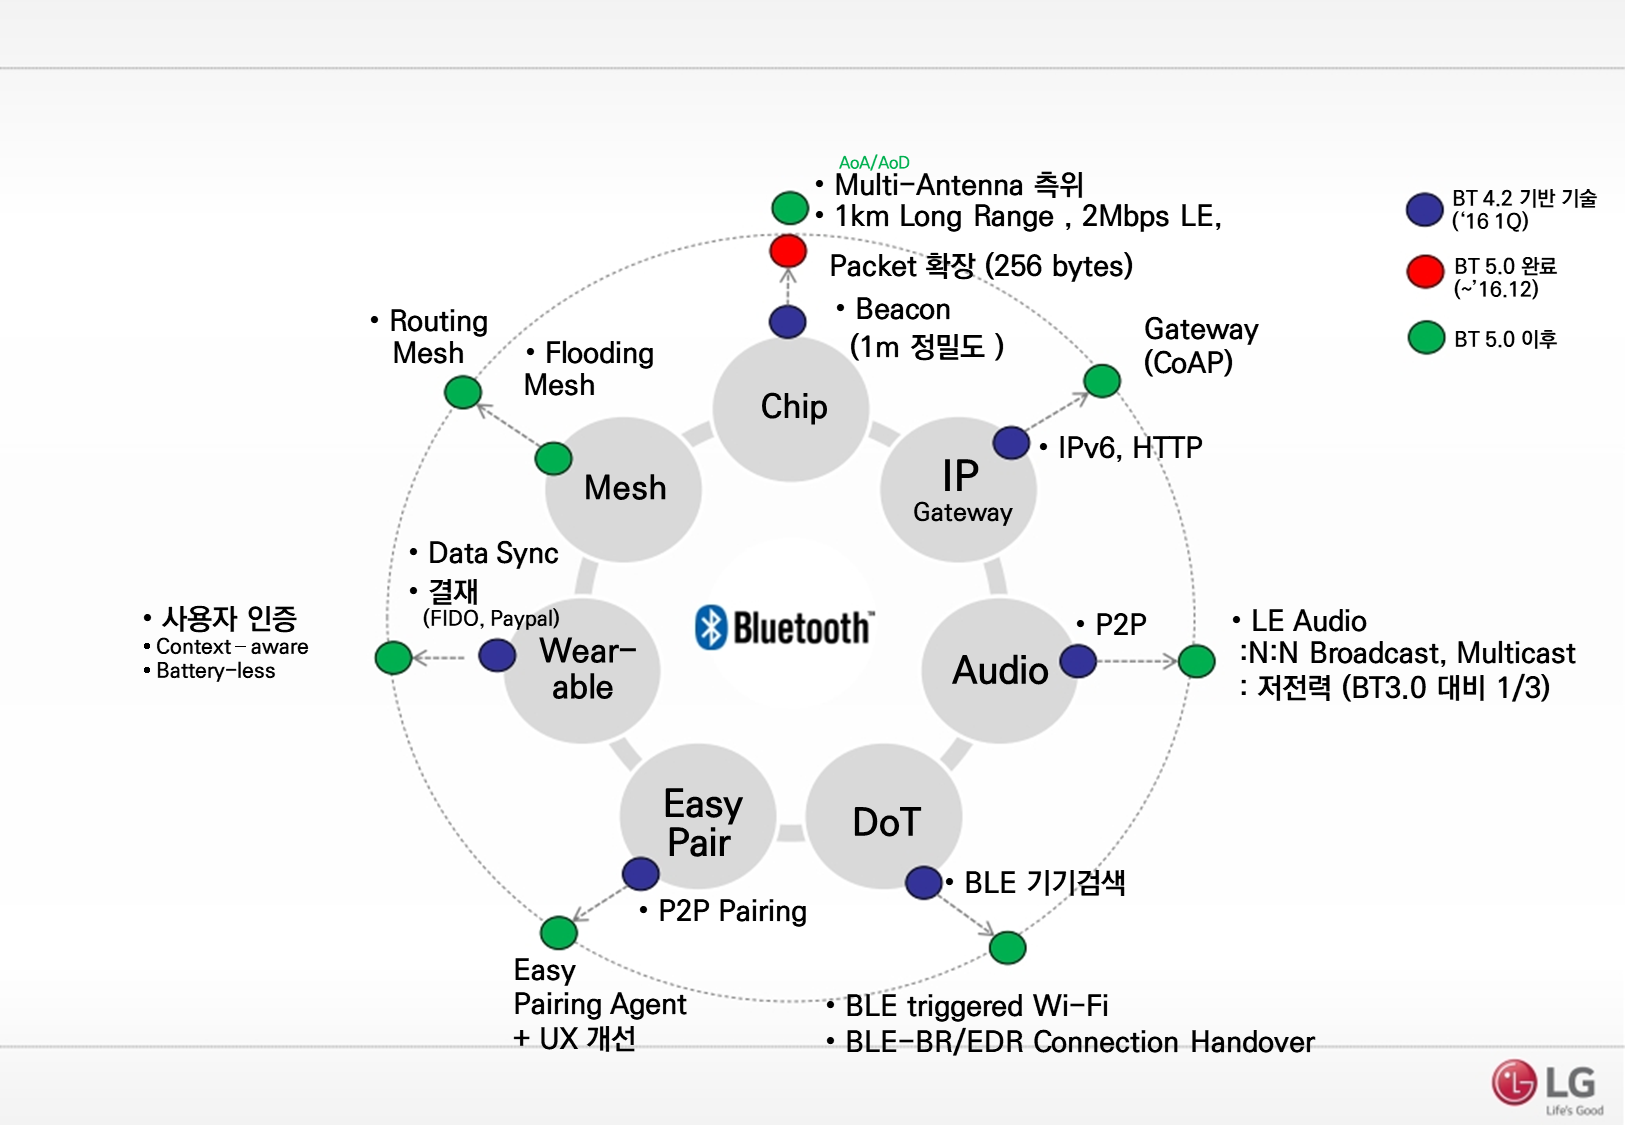 AoA/AoD
• Multi-Antenna 측위
• 1km Long Range , 2Mbps LE,
Packet 확장 (256 bytes)
• Beacon
(1m 정밀도 )
Chip
BT 4.2 기반 기술
(‘16 1Q)
BT 5.0 완료
(~’16.12)
BT 5.0 이후
• Routing
Mesh
• Flooding
Mesh
Mesh
Gateway
(CoAP)
• IPv6, HTTP
IP
Gateway
• Data Sync
• 결재
(FIDO, Paypal)
Wear-
able
• 사용자 인증
• Context-aware
• Battery-less
Bluetooth™
• P2P
Audio
• LE Audio
:N:N Broadcast, Multicast
: 저전력 (BT3.0 대비 1/3)
Easy
Pair
• P2P Pairing
Easy
Pairing Agent
+ UX 개선
DoT
• BLE 기기검색
• BLE triggered Wi-Fi
• BLE-BR/EDR Connection Handover
LG
Life's Good